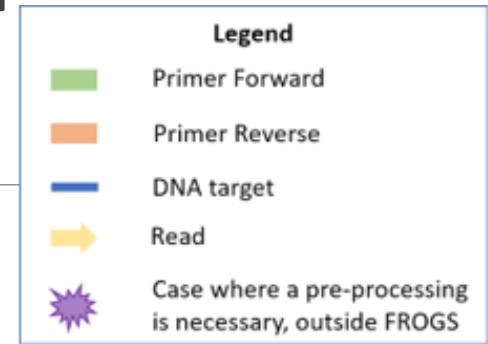 Legend
Primer Forward
Primer Reverse
DNA target
Read
Case where a pre-processing
is necessary, outside FROGS